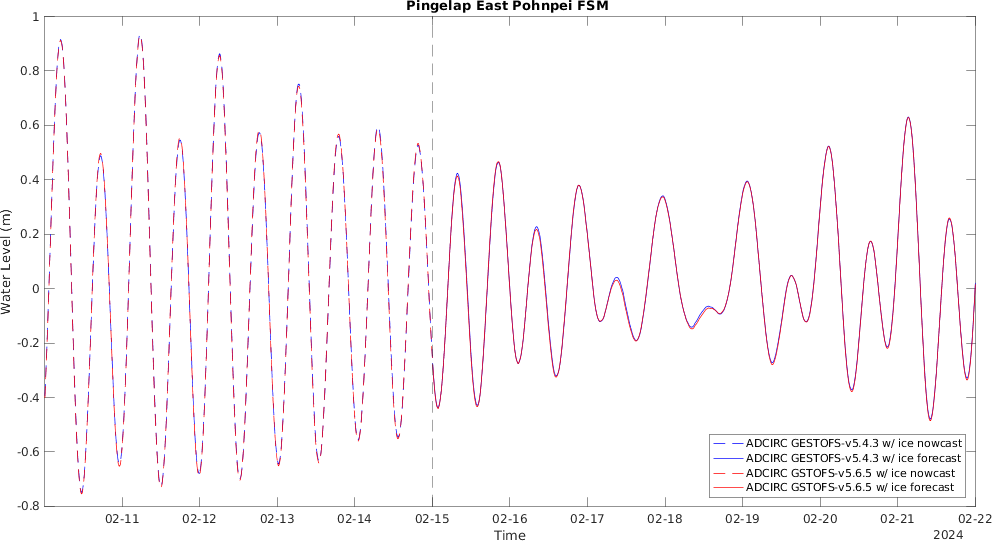 Pingelap East Pohnpei FSM
Water Level (m)
1
0.8
0.6
0.4
0.2
0
-0.2
-0.4
-0.6
-0.8
ADCIRC GESTOFS-v5.4.3 w/ ice nowcast
ADCIRC GESTOFS-v5.4.3 w/ ice forecast
ADCIRC GSTOFS-v5.6.5 w/ ice nowcast
ADCIRC GSTOFS-v5.6.5 w/ ice forecast
02-11 02-12 02-13 02-14 02-15 02-16 02-17 02-18 02-19 02-20 02-21 02-22
Time
2024